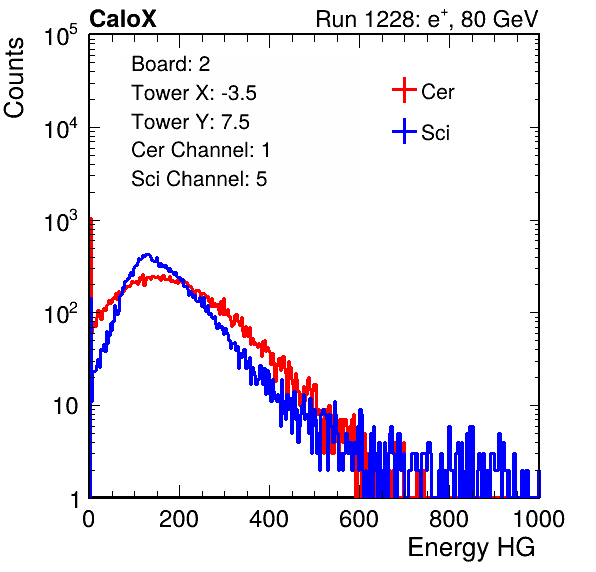 CaloX Run 1228: e+, 80 GeV
Counts
Board: 2
Tower X: -3.5
Tower Y: 7.5
Cer Channel: 1
Sci Channel: 5
Cer
Sci
10^5
10^4
10^3
10^2
10
1
0 200 400 600 800 1000
Energy HG